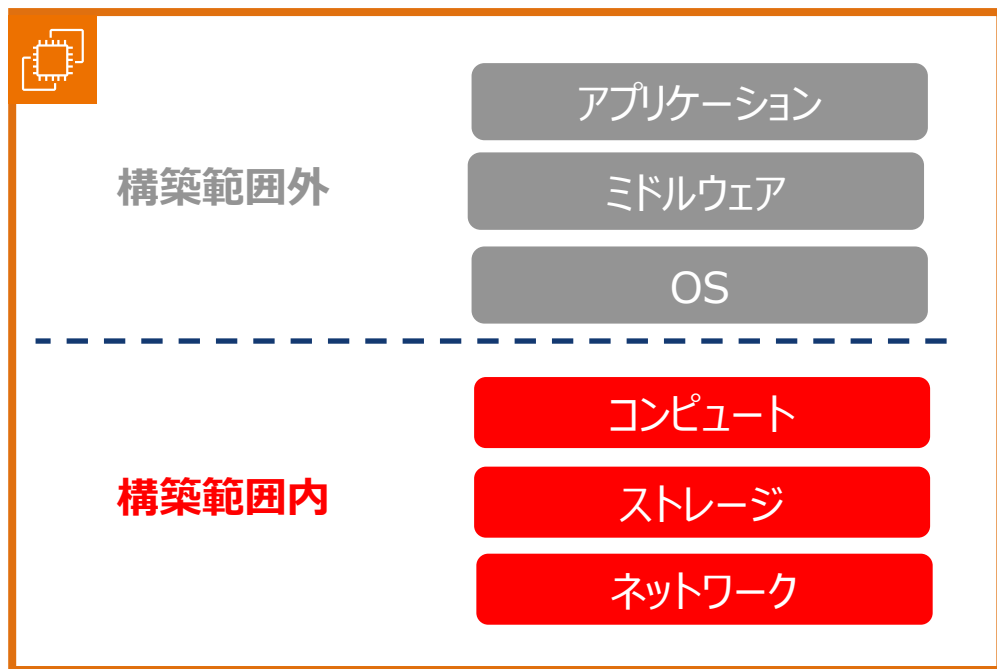 アプリケーション
構築範囲外
ミドルウェア
OS
コンピュート
構築範囲内
ストレージ
ネットワーク